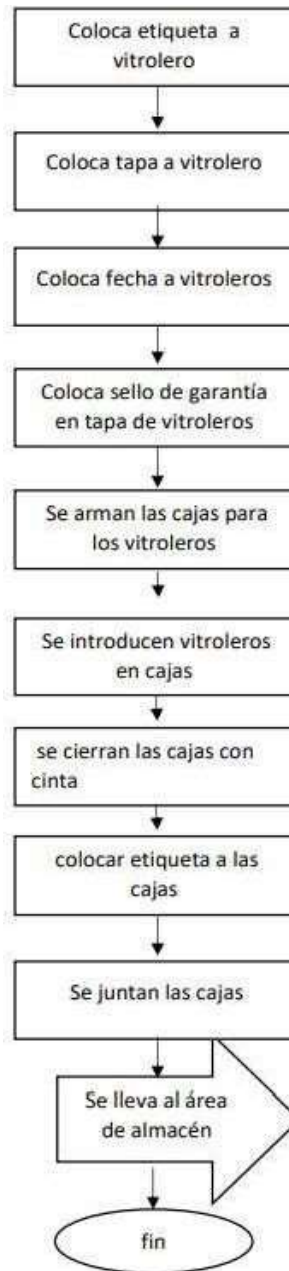 Coloca etiqueta a
vitrolero
Coloca tapa a vitrolero
Coloca fecha a vitroleros
Coloca sello de garantía
en tapa de vitroleros
Se arman las cajas para
los vitroleros
Se introducen vitroleros
en cajas
se cierran las cajas con
cinta
colocar etiqueta a las
cajas
Se juntan las cajas
Se lleva al área
de almacén
fin